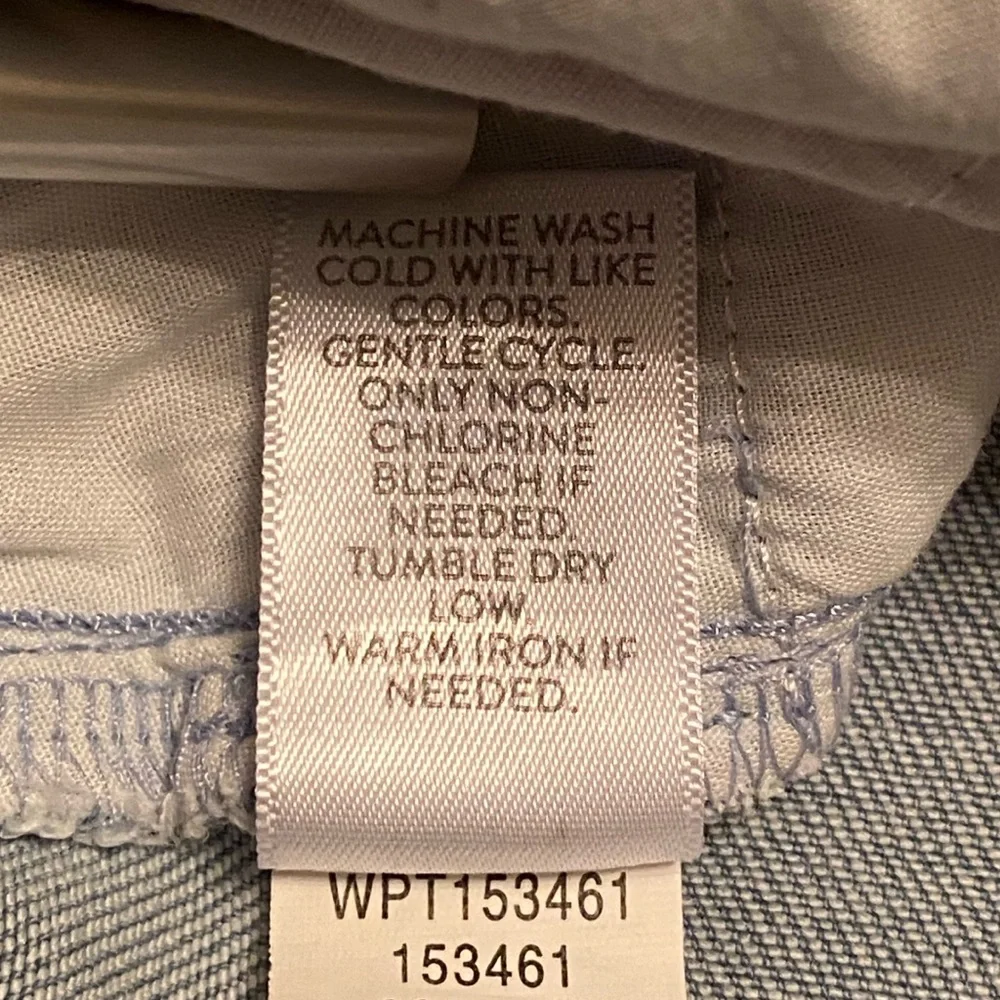 MACHINE WASH
COLD WITH LIKE
COLORS.
GENTLE CYCLE.
ONLY NON-
CHLORINE
BLEACH IF
NEEDED.
TUMBLE DRY
LOW.
WARM IRON IF
NEEDED.
WPT153461
153461